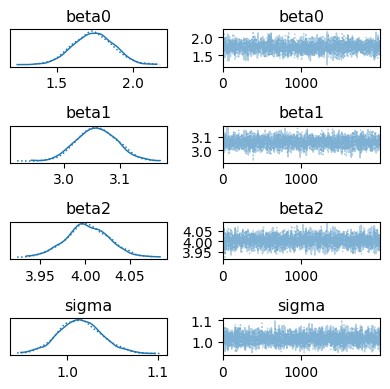 beta0 beta0
2.0
1.5
1.5 2.0 0 1000
beta1 beta1
3.1
3.0
3.0 3.1 0 1000
beta2 beta2
4.05
4.00
3.95
3.95 4.00 4.05 0 1000
sigma sigma
1.1
1.0
1.0 1.1 0 1000